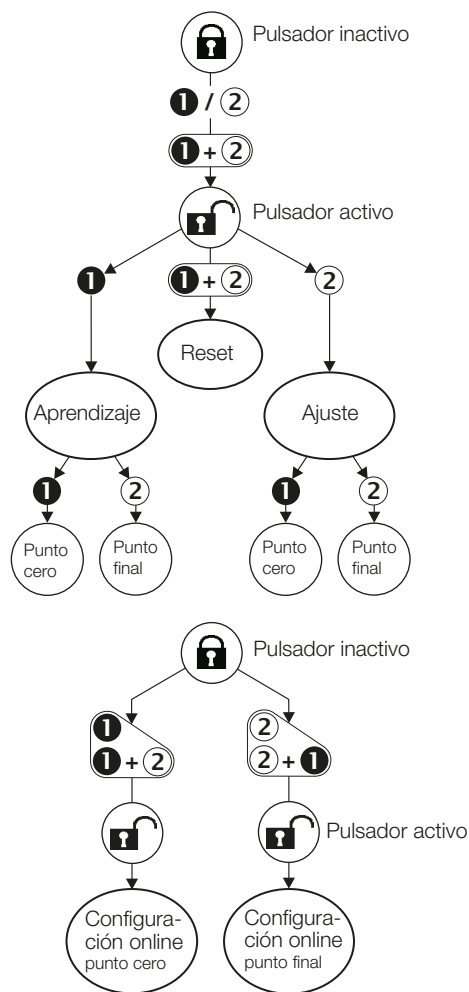 Pulsador inactivo
1 / 2
1 + 2
Pulsador activo
1
1 + 2
2
Reset
Aprendizaje
Ajuste
1
2
1
2
Punto
cero
Punto
final
Punto
cero
Punto
final
Pulsador inactivo
1
1 + 2
2
2 + 1
Pulsador activo
Configura-
ción online
punto cero
Configura-
ción online
punto final